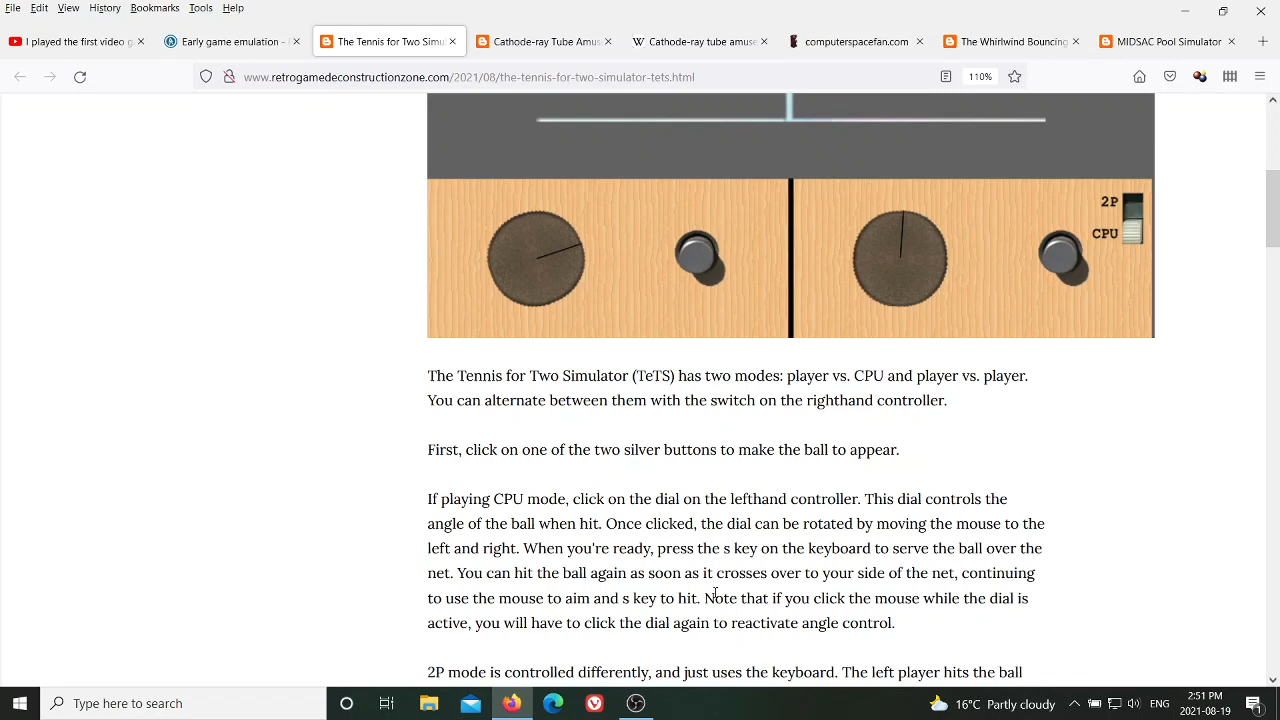 File Edit View History Bookmarks Tools Help
I played the first video g
Early game emulation - F
The Tennis for Two Simul
Cathode-ray Tube Amus
Cathode-ray tube amuse
computerspacefan.com
The Whirlwind Bouncing
MIDSAC Pool Simulator
www.retrogamedeconstructionzone.com/2021/08/the-tennis-for-two-simulator-tets.html
110%
2P
CPU
The Tennis for Two Simulator (TeTS) has two modes: player vs. CPU and player vs. player.
You can alternate between them with the switch on the righthand controller.
First, click on one of the two silver buttons to make the ball to appear.
If playing CPU mode, click on the dial on the lefthand controller. This dial controls the
angle of the ball when hit. Once clicked, the dial can be rotated by moving the mouse to the
left and right. When you're ready, press the s key on the keyboard to serve the ball over the
net. You can hit the ball again as soon as it crosses over to your side of the net, continuing
to use the mouse to aim and s key to hit. Note that if you click the mouse while the dial is
active, you will have to click the dial again to reactivate angle control.
2P mode is controlled differently, and just uses the keyboard. The left player hits the ball
Type here to search
16°C Partly cloudy
ENG
2:51 PM
2021-08-19
1